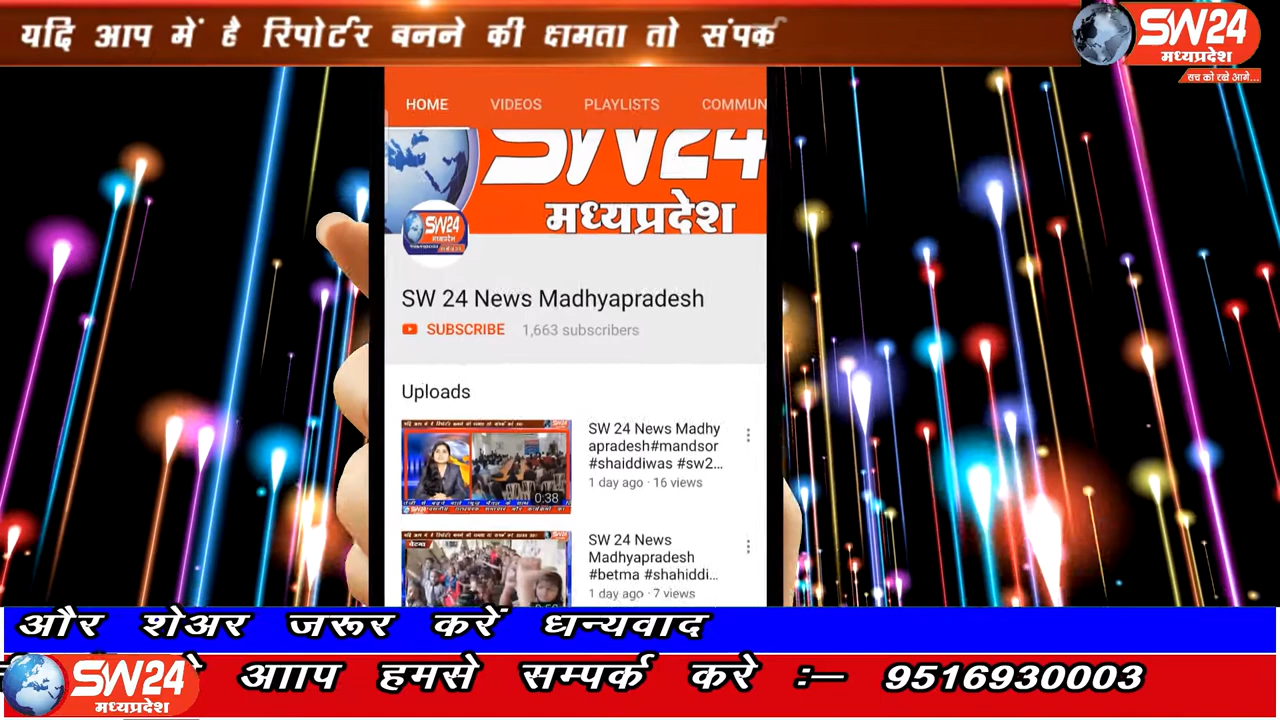 यदि आप में है रिपोर्टर बनने की क्षमता तो संपर्क
SW24
मध्यप्रदेश
सच को रखे आगे...
HOME VIDEOS PLAYLISTS COMMUN
SW24
मध्यप्रदेश
SW24
SW 24 News Madhyapradesh
SUBSCRIBE 1,663 subscribers
Uploads
SW 24 News Madhy
apradesh#mandsor
#shaiddiwas #sw2...
1 day ago · 16 views
0:38
SW 24 News
Madhyapradesh
#betma #shahiddi...
1 day ago · 7 views
और शेअर जरूर करें धन्यवाद
आाप हमसे सम्पर्क करे :- 9516930003
SW24
मध्यप्रदेश